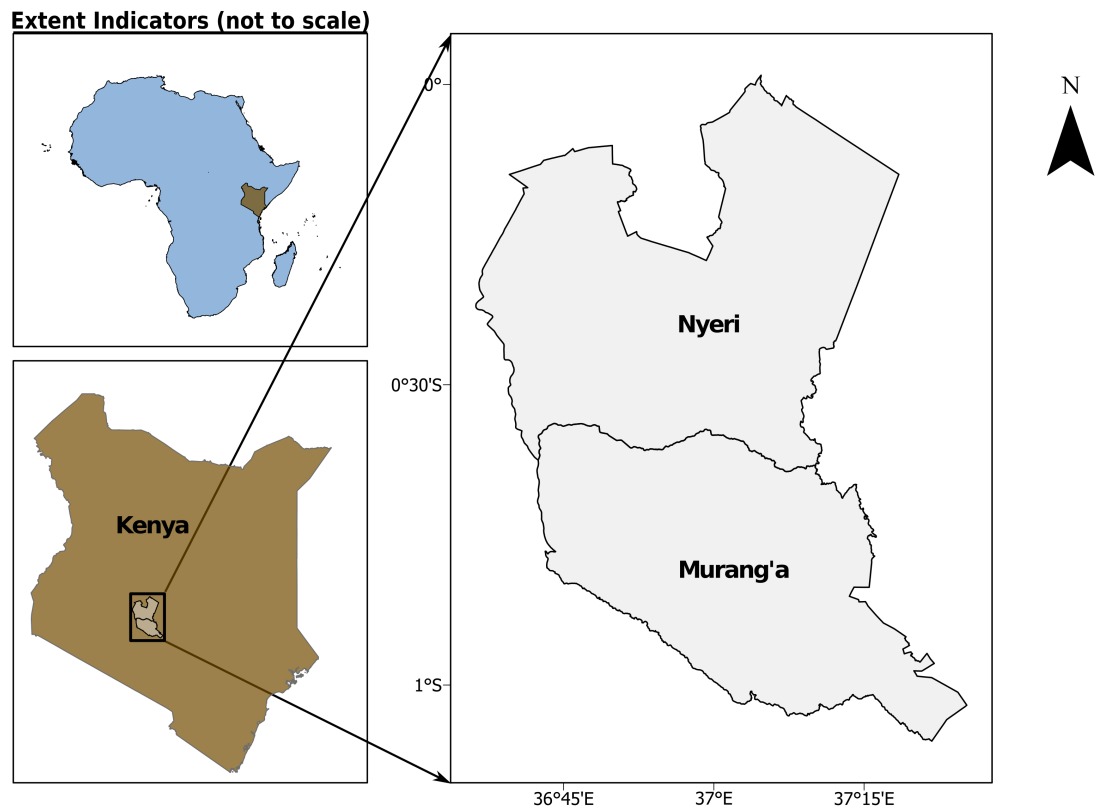 Extent Indicators (not to scale)
N
0°
Nyeri
0°30'S
Kenya
Murang'a
1°S
36°45'E
37°E
37°15'E